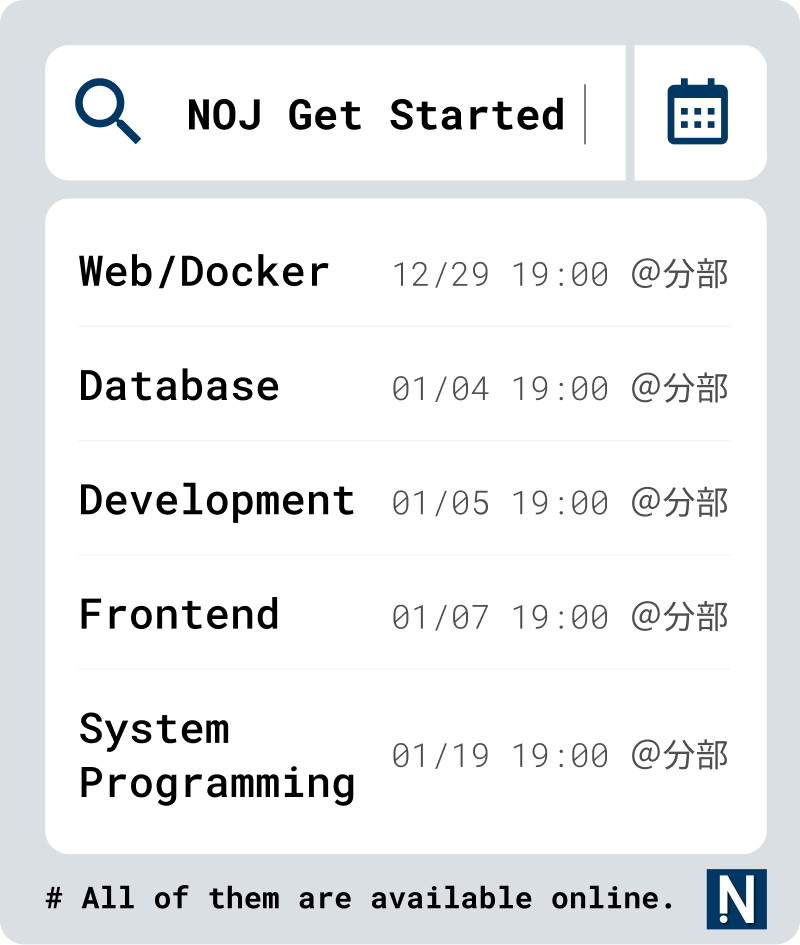 NOJ Get Started
Web/Docker 12/29 19:00 @分部
Database 01/04 19:00 @分部
Development 01/05 19:00 @分部
Frontend 01/07 19:00 @分部
System
Programming 01/19 19:00 @分部
# All of them are available online.
N